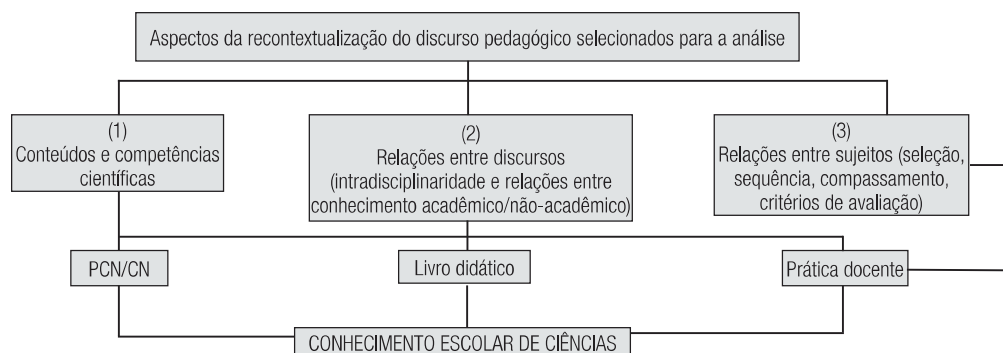 Aspectos da recontextualização do discurso pedagógico selecionados para a análise
(1)
Conteúdos e competências
científicas
(2)
Relações entre discursos
(intradisciplinaridade e relações entre
conhecimento acadêmico/não-acadêmico)
(3)
Relações entre sujeitos (seleção,
sequência, compassamento,
critérios de avaliação)
PCN/CN
Livro didático
Prática docente
CONHECIMENTO ESCOLAR DE CIÊNCIAS